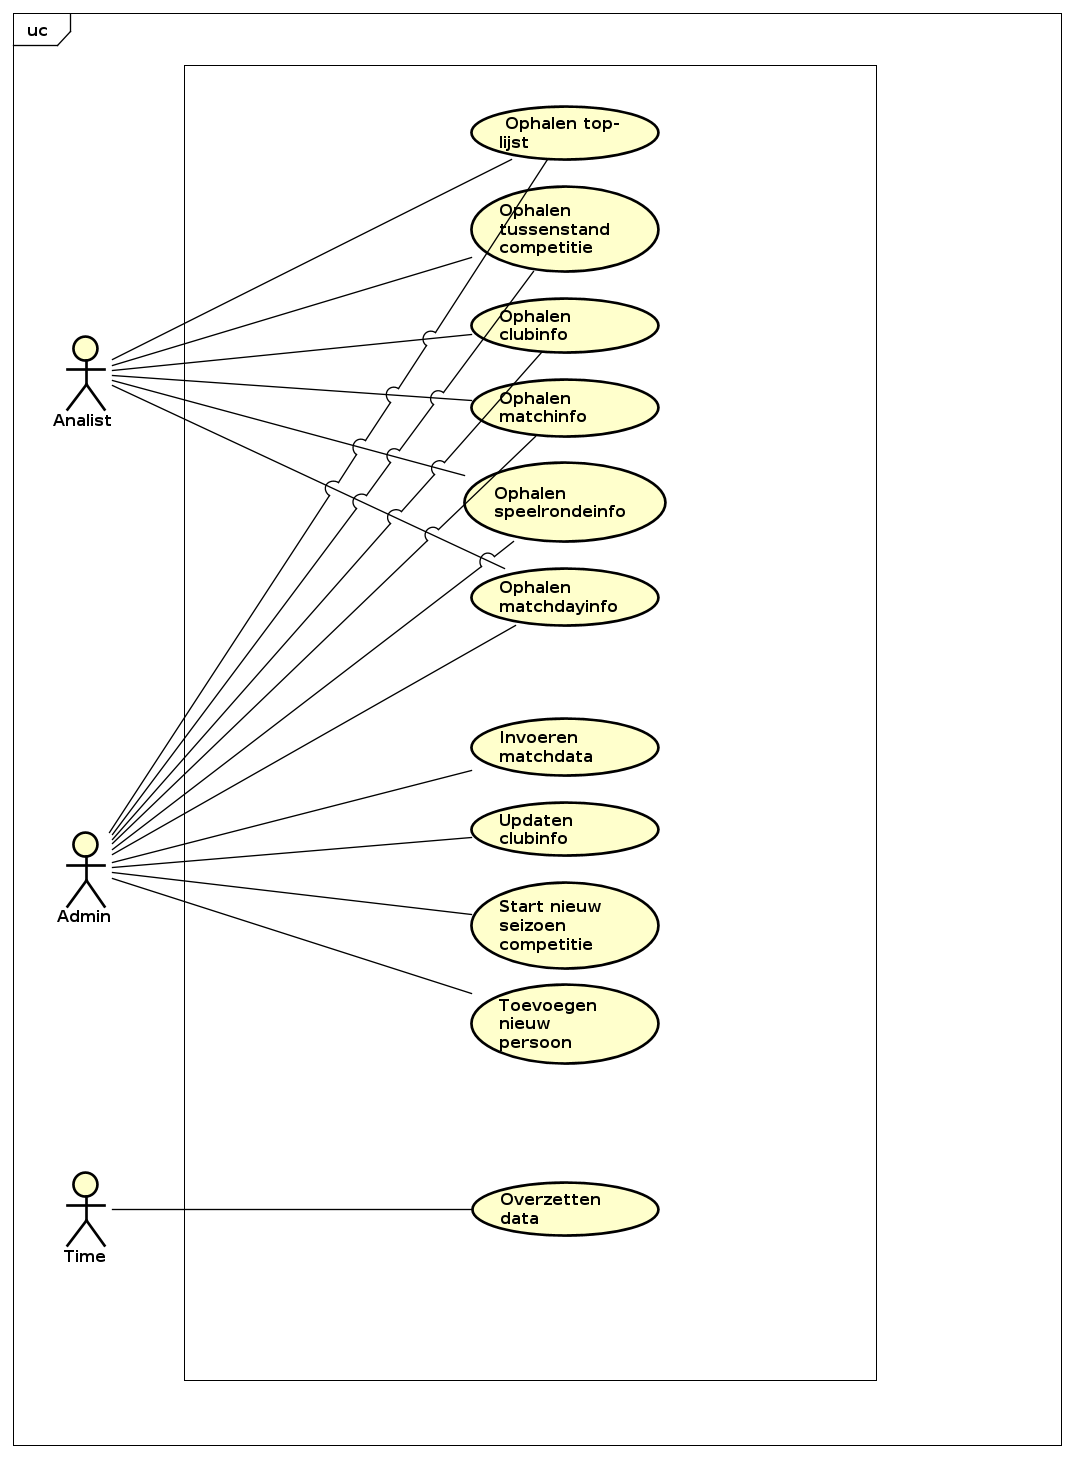 uc
Ophalen top-
lijst
Ophalen
tussenstand
competitie
Ophalen
clubinfo
Analist
Ophalen
matchinfo
Ophalen
speelrondeinfo
Ophalen
matchdayinfo
Invoeren
matchdata
Updaten
clubinfo
Admin
Start nieuw
seizoen
competitie
Toevoegen
nieuw
persoon
Time
Overzetten
data